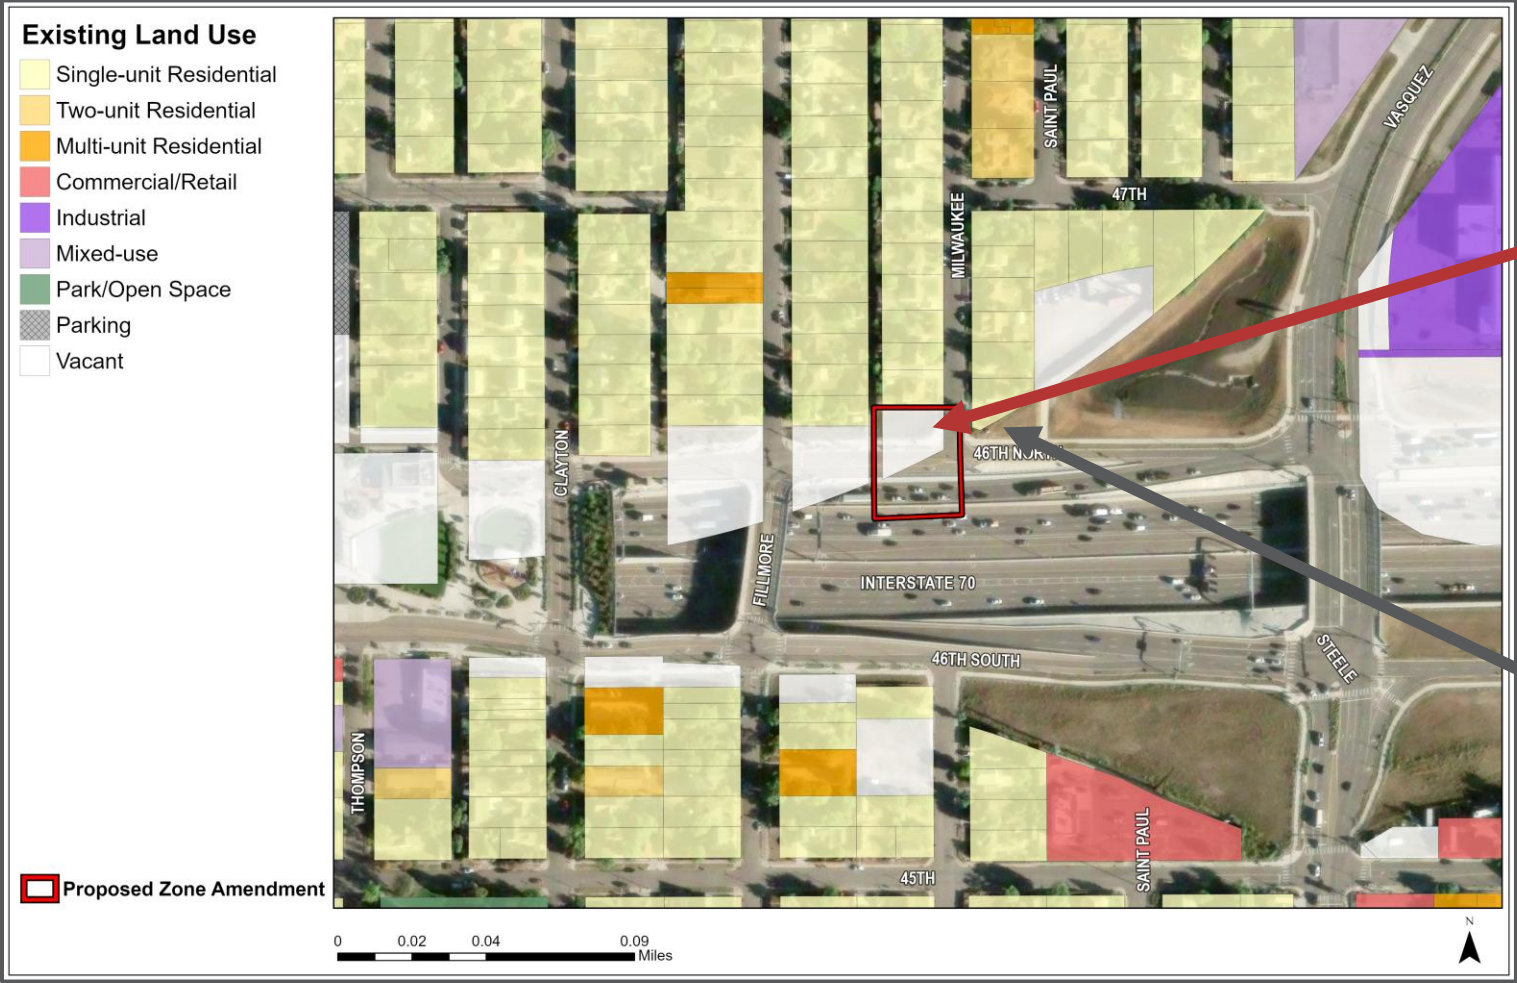 Existing Land Use
Single-unit Residential
Two-unit Residential
Multi-unit Residential
Commercial/Retail
Industrial
Mixed-use
Park/Open Space
Parking
Vacant
Proposed Zone Amendment
SAINT PAUL
VASQUEZ
47TH
MILWAUKEE
CLAYTON
46TH NORTH
FILLMORE
INTERSTATE 70
46TH SOUTH
STEELE
THOMPSON
SAINT PAUL
45TH
0 0.02 0.04 0.09
Miles
N